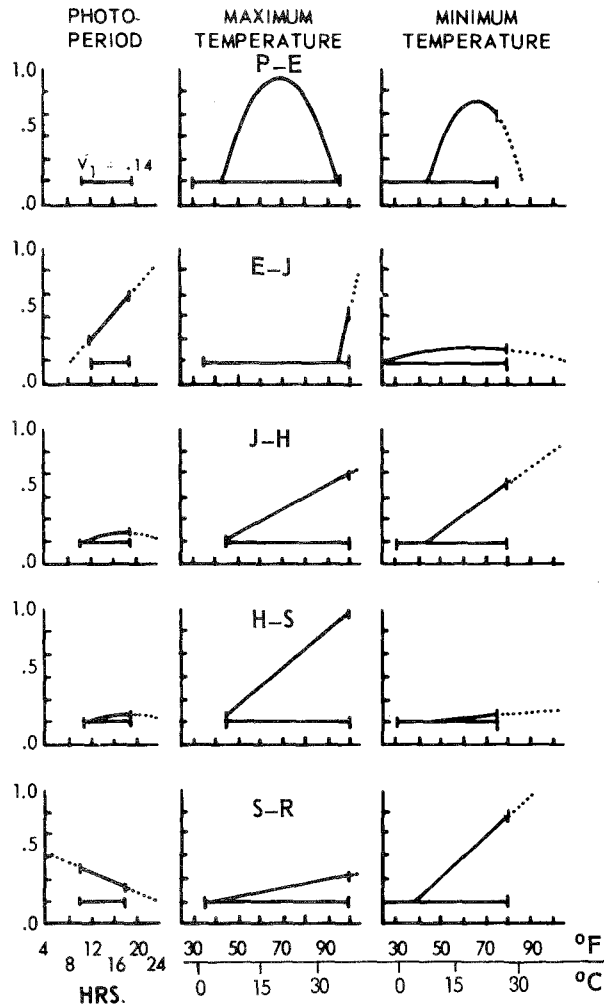 PHOTO-
PERIOD
MAXIMUM
TEMPERATURE
MINIMUM
TEMPERATURE
P–E
1.0
.5
.0
V₁ = .14
E–J
1.0
.5
.0
J–H
1.0
.5
.0
H–S
1.0
.5
.0
S–R
1.0
.5
.0
4 12 20 30 50 70 90 30 50 70 90 °F
8 16 24
HRS.
0 15 30 0 15 30 °C